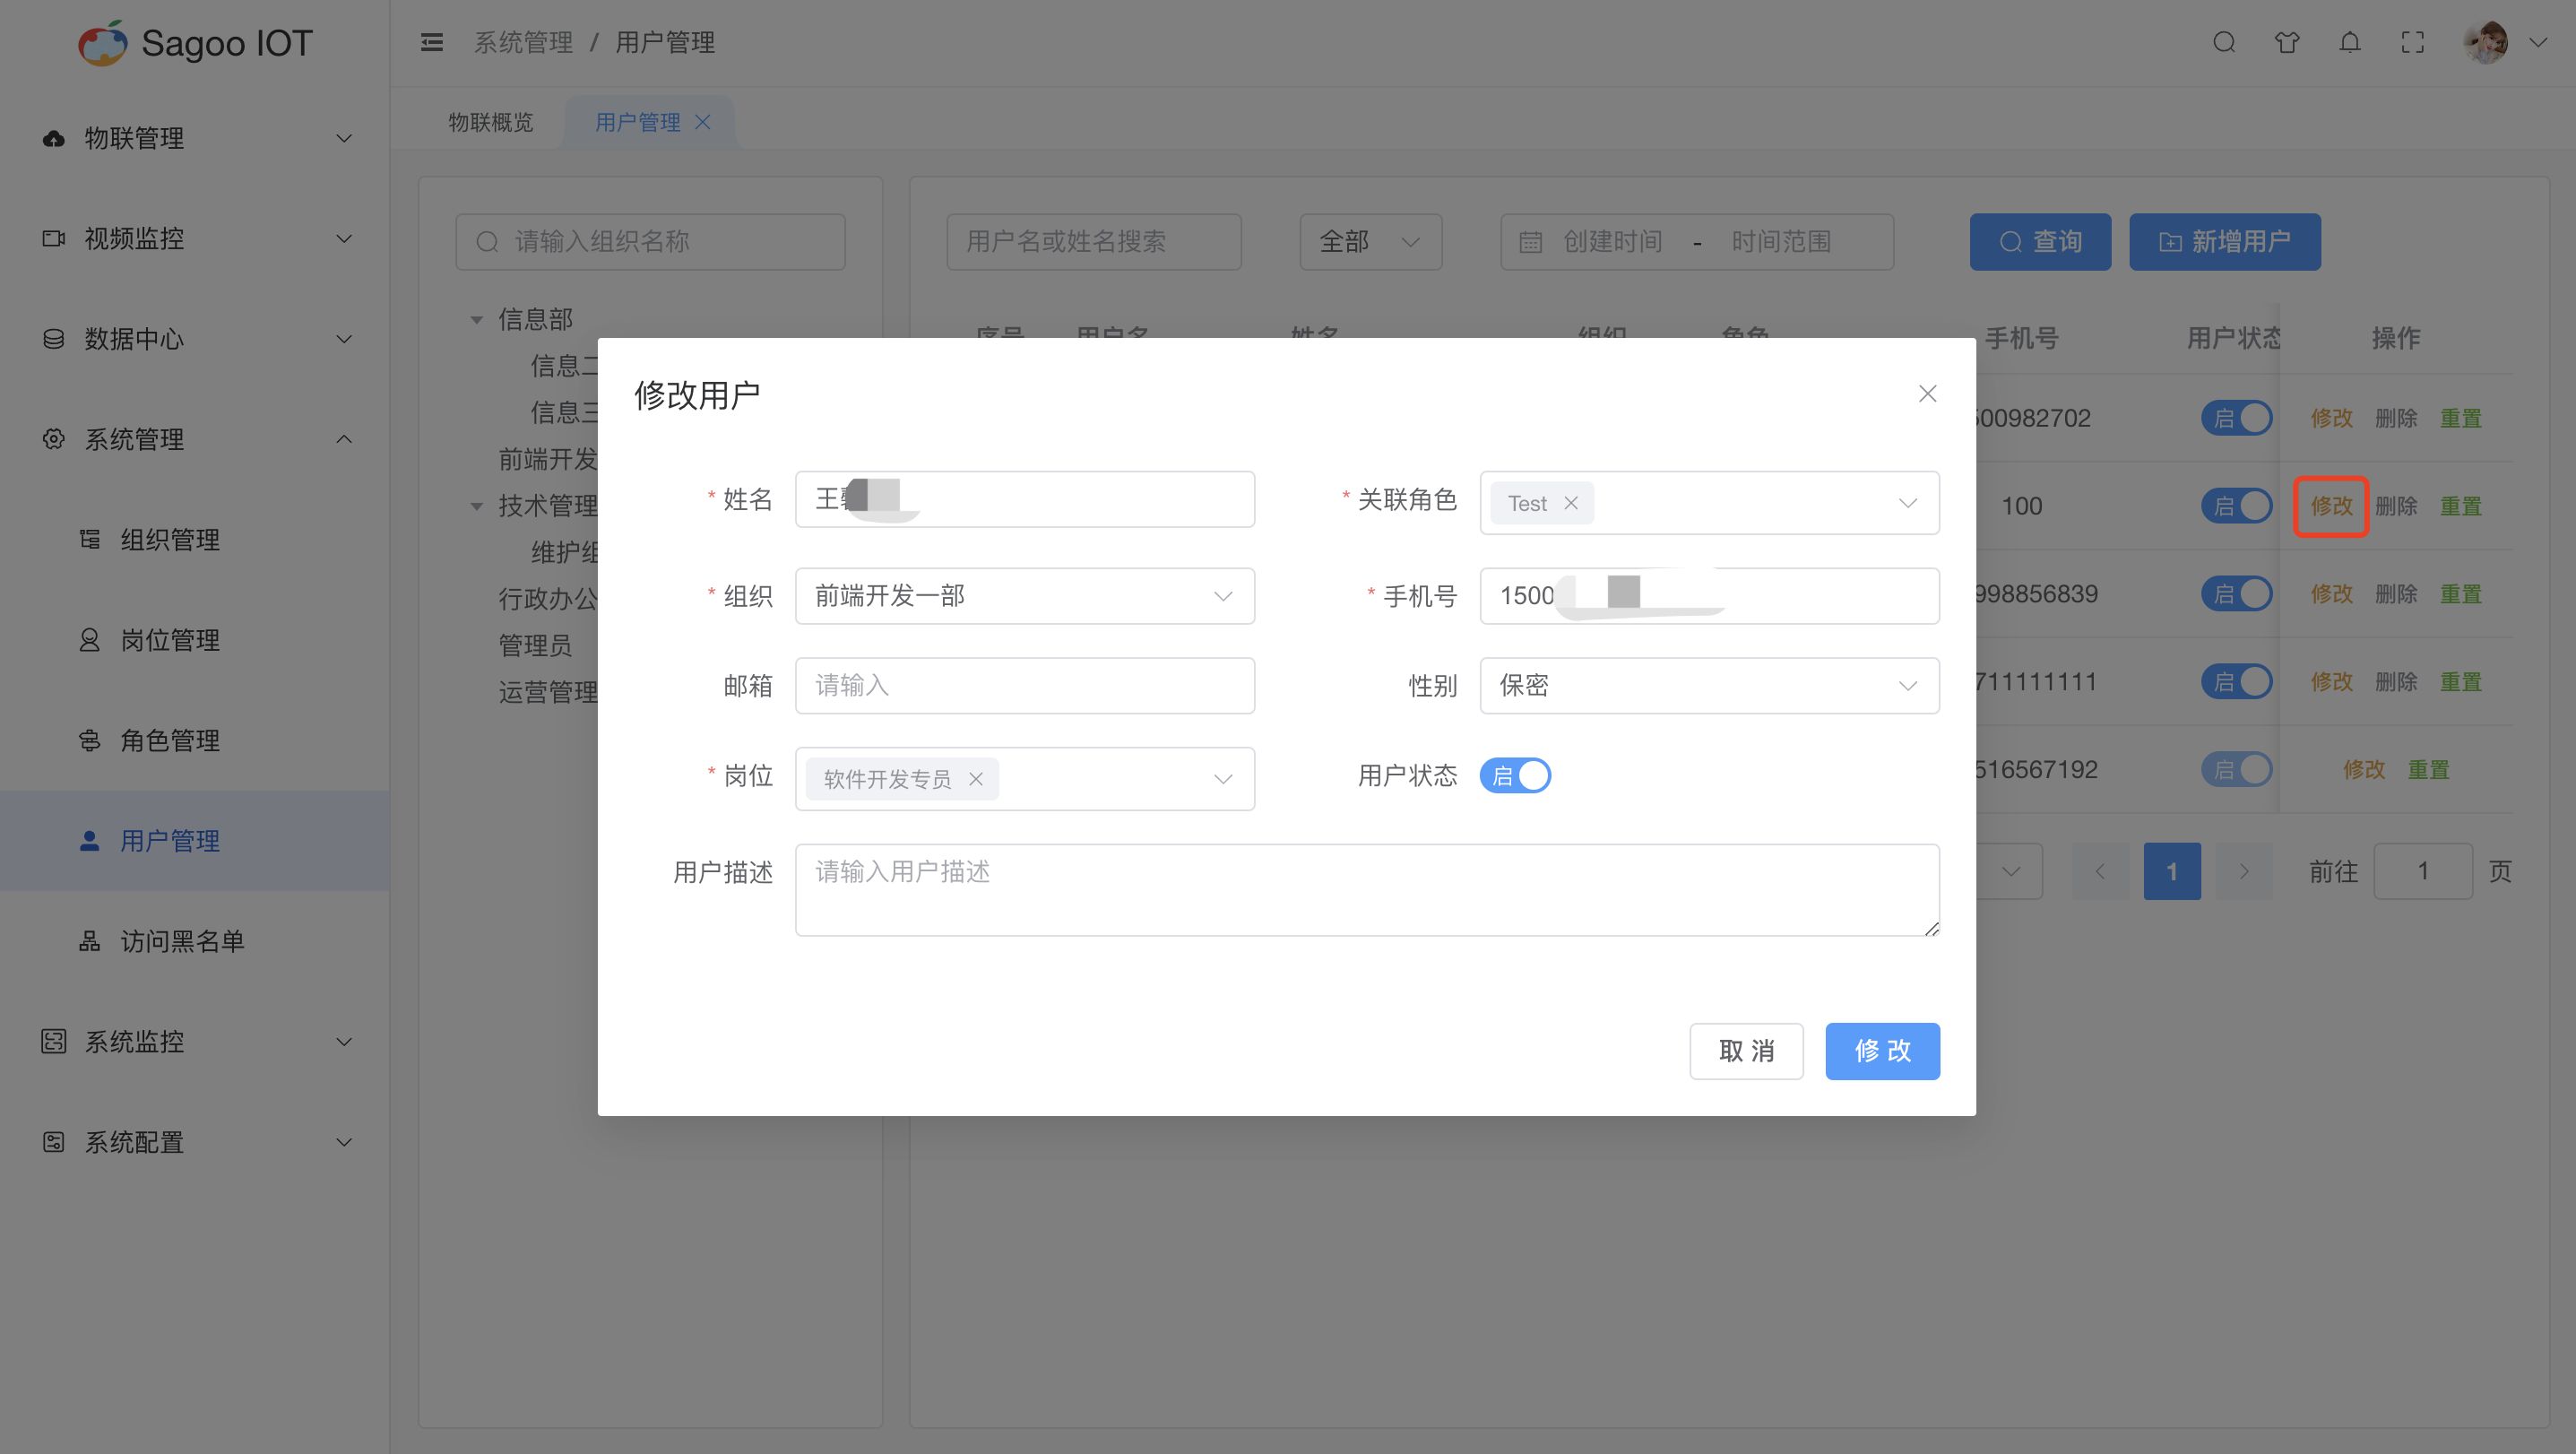 Sagoo IOT
系统管理 / 用户管理
物联概览
用户管理
物联管理
视频监控
数据中心
系统管理
组织管理
岗位管理
角色管理
用户管理
访问黑名单
系统监控
系统配置
请输入组织名称
信息部
信息二
信息三
前端开发
技术管理
维护组
行政办公
管理员
运营管理
用户名或姓名搜索
全部
创建时间 - 时间范围
查询
新增用户
序号 用户名 姓名 组织 角色 手机号 用户状态 操作
00982702 启 修改 删除 重置
100 启 修改 删除 重置
998856839 启 修改 删除 重置
711111111 启 修改 删除 重置
516567192 启 修改 重置
1 前往 1 页
修改用户
* 姓名 王
* 关联角色 Test
* 组织 前端开发一部
* 手机号 1500
邮箱 请输入
性别 保密
* 岗位 软件开发专员
用户状态 启
用户描述 请输入用户描述
取 消
修 改